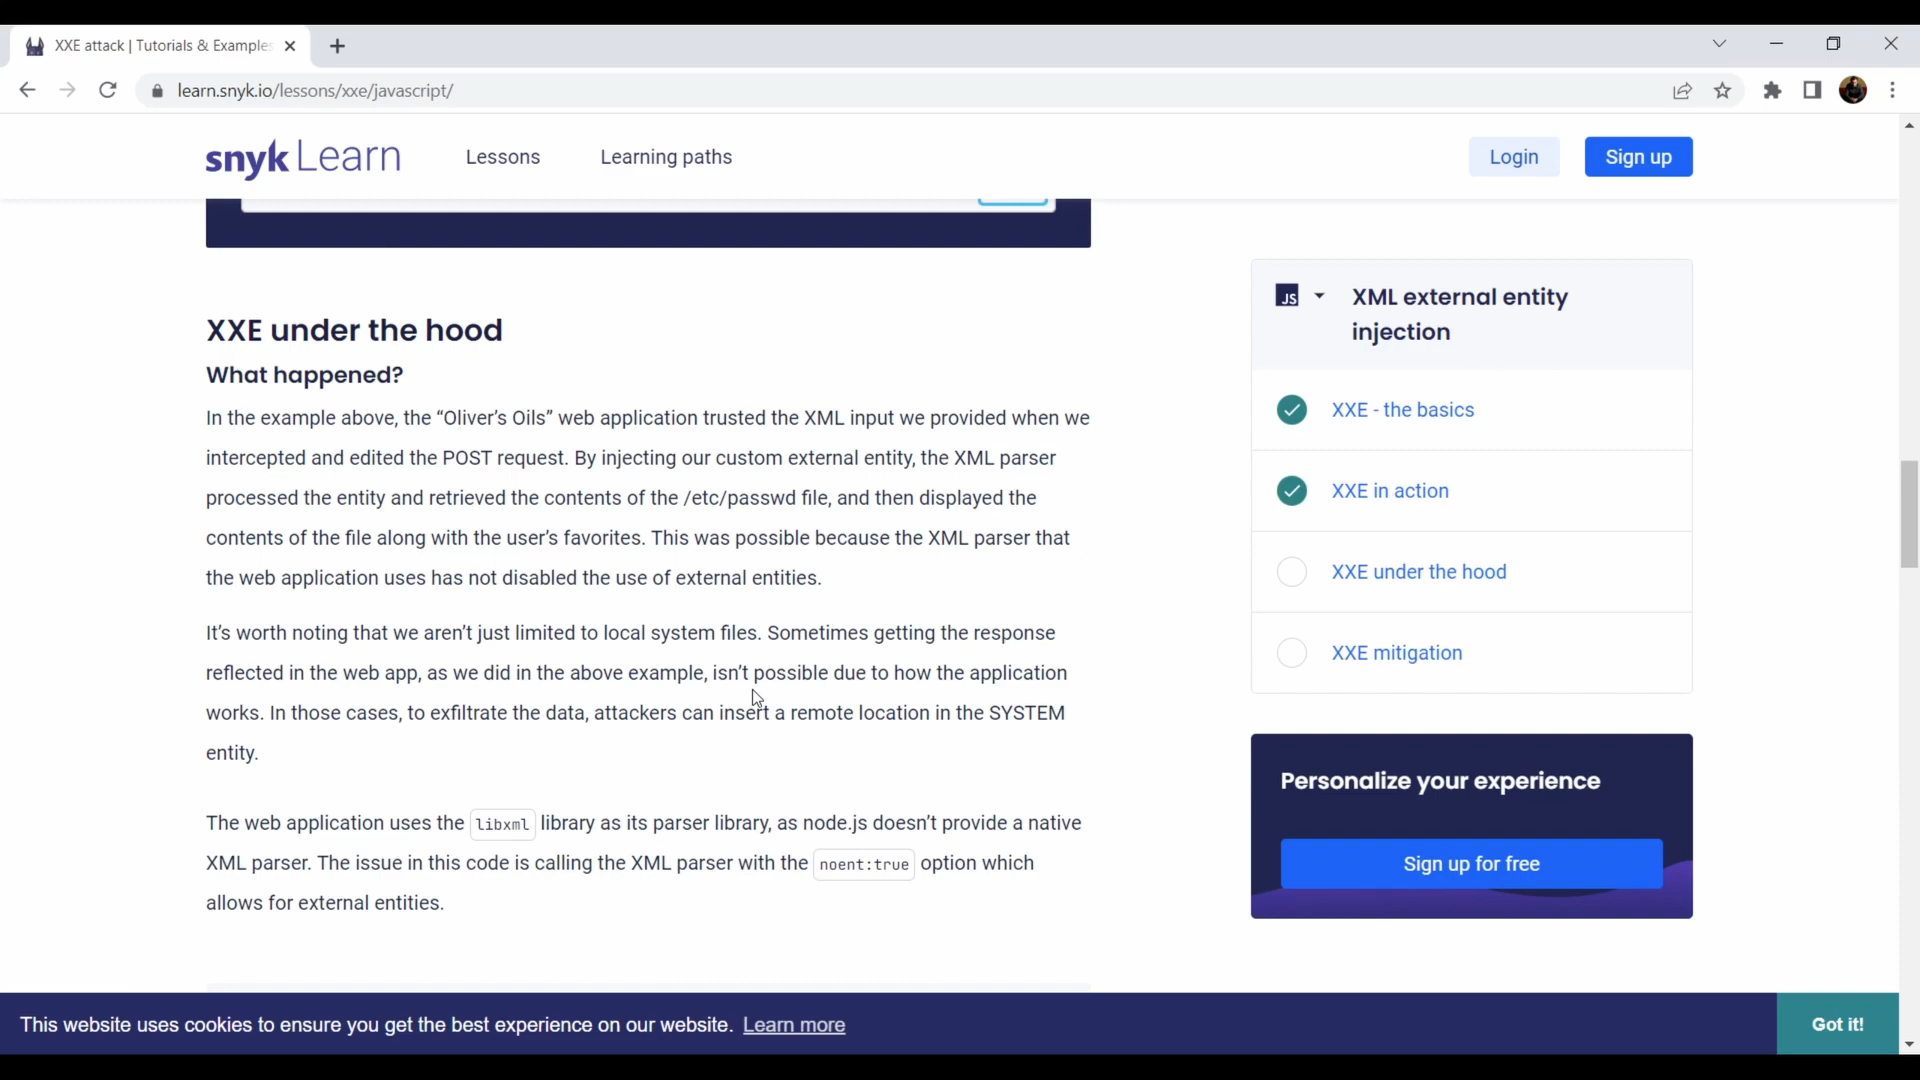 XXE attack | Tutorials & Examples
learn.snyk.io/lessons/xxe/javascript/
snyk Learn
Lessons
Learning paths
Login
Sign up
XXE under the hood
What happened?
In the example above, the “Oliver’s Oils” web application trusted the XML input we provided when we
intercepted and edited the POST request. By injecting our custom external entity, the XML parser
processed the entity and retrieved the contents of the /etc/passwd file, and then displayed the
contents of the file along with the user’s favorites. This was possible because the XML parser that
the web application uses has not disabled the use of external entities.
It’s worth noting that we aren’t just limited to local system files. Sometimes getting the response
reflected in the web app, as we did in the above example, isn’t possible due to how the application
works. In those cases, to exfiltrate the data, attackers can insert a remote location in the SYSTEM
entity.
The web application uses the libxml library as its parser library, as node.js doesn’t provide a native
XML parser. The issue in this code is calling the XML parser with the noent:true option which
allows for external entities.
JS
XML external entity
injection
XXE - the basics
XXE in action
XXE under the hood
XXE mitigation
Personalize your experience
Sign up for free
This website uses cookies to ensure you get the best experience on our website. Learn more
Got it!